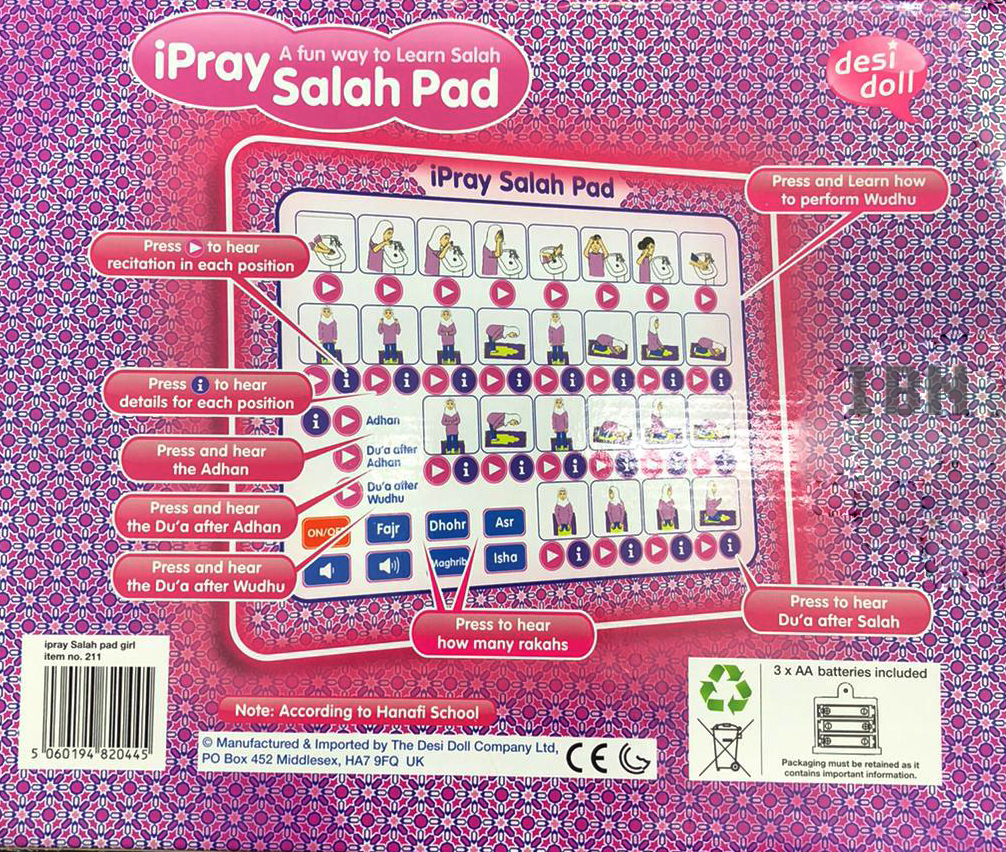 iPray
A fun way to Learn Salah
Salah Pad
desi
doll
iPray Salah Pad
Press and Learn how
to perform Wudhu
Press to hear
recitation in each position
Press i to hear
details for each position
i
i
i
i
i
i
i
i
i
Adhan
Press and hear
the Adhan
Du'a after
Adhan
i
i
i
i
i
i
Du'a after
Wudhu
Press and hear
the Du'a after Adhan
ON/OFF
Fajr
Dhohr
Asr
Maghrib
Isha
i
i
i
i
Press and hear
the Du'a after Wudhu
Press to hear
how many rakahs
Press to hear
Du'a after Salah
IBN
ipray Salah pad girl
item no. 211
5 060194 820445
Note: According to Hanafi School
© Manufactured & Imported by The Desi Doll Company Ltd,
PO Box 452 Middlesex, HA7 9FQ UK
CE
3 x AA batteries included
Packaging must be retained as it
contains important information.